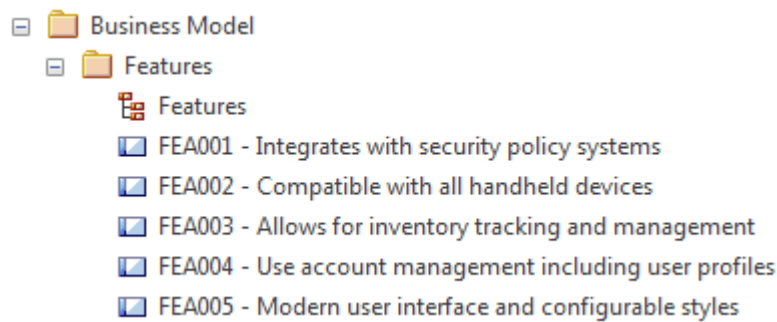 Business Model
Features
Features
FEA001 - Integrates with security policy systems
FEA002 - Compatible with all handheld devices
FEA003 - Allows for inventory tracking and management
FEA004 - Use account management including user profiles
FEA005 - Modern user interface and configurable styles